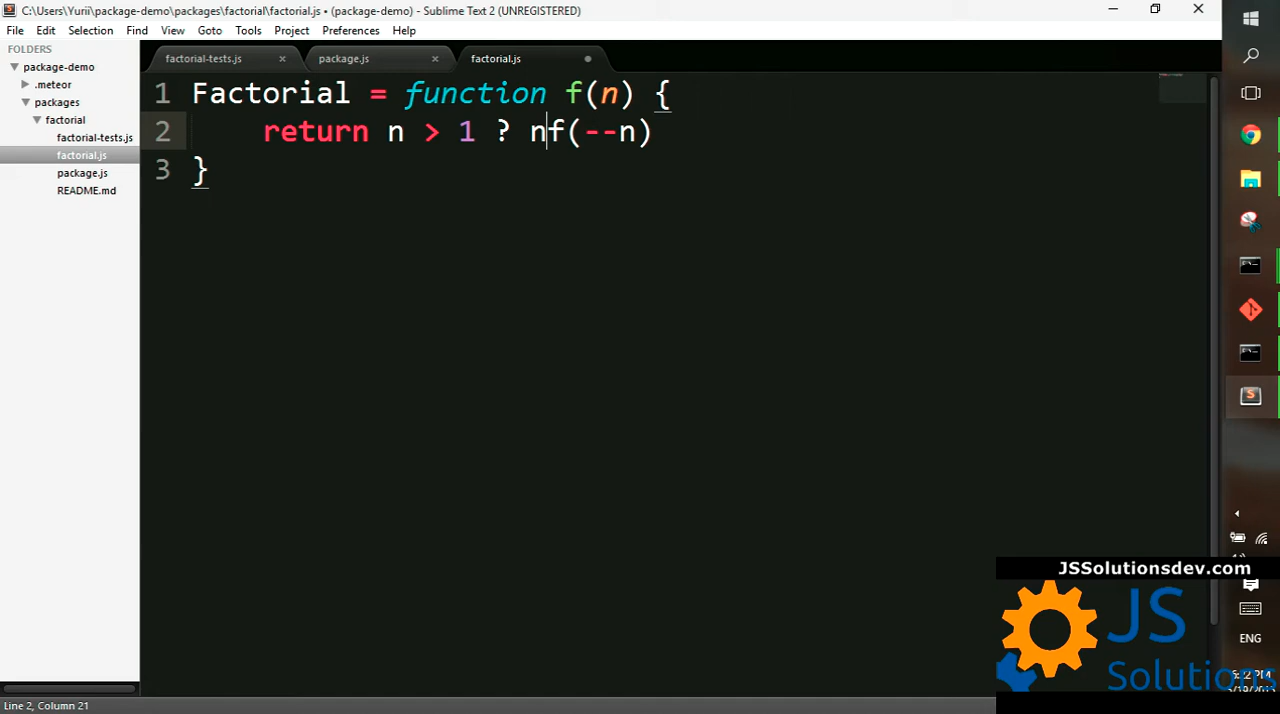 C:\Users\Yurii\package-demo\packages\factorial\factorial.js • (package-demo) - Sublime Text 2 (UNREGISTERED)
File Edit Selection Find View Goto Tools Project Preferences Help
FOLDERS
package-demo
.meteor
packages
factorial
factorial-tests.js
factorial.js
package.js
README.md
factorial-tests.js package.js factorial.js
1 Factorial = function f(n) {
2 return n > 1 ? nf(--n)
3 }
JSSolutionsdev.com
JS
Solutions
ENG
Line 2, Column 21